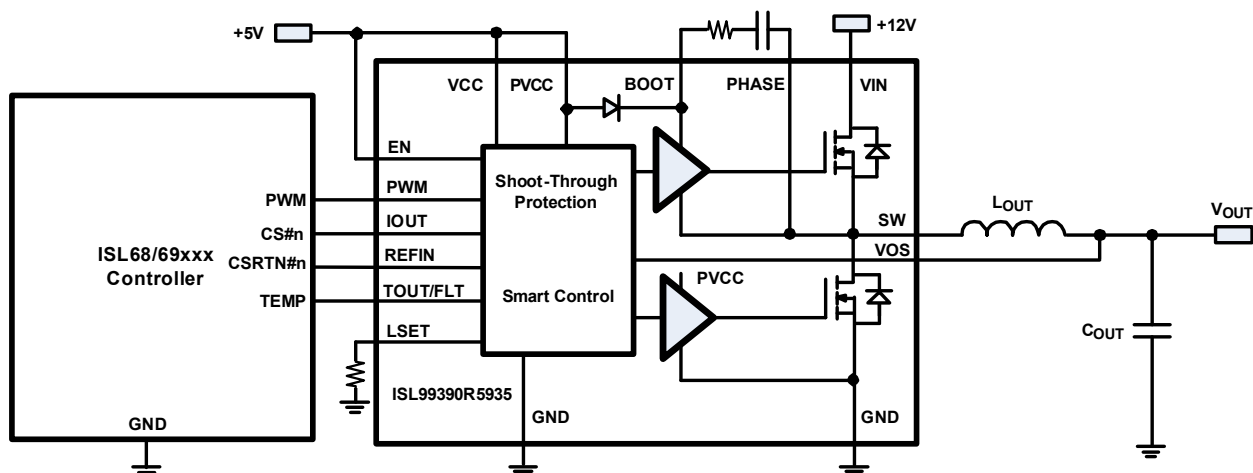 +5V
+12V
VCC
PVCC
BOOT
PHASE
VIN
EN
PWM
PWM
Shoot-Through
Protection
CS#n
IOUT
ISL68/69xxx
Controller
CSRTN#n
REFIN
TEMP
TOUT/FLT
Smart Control
LSET
PVCC
SW
VOS
LOUT
VOUT
COUT
ISL99390R5935
GND
GND
GND